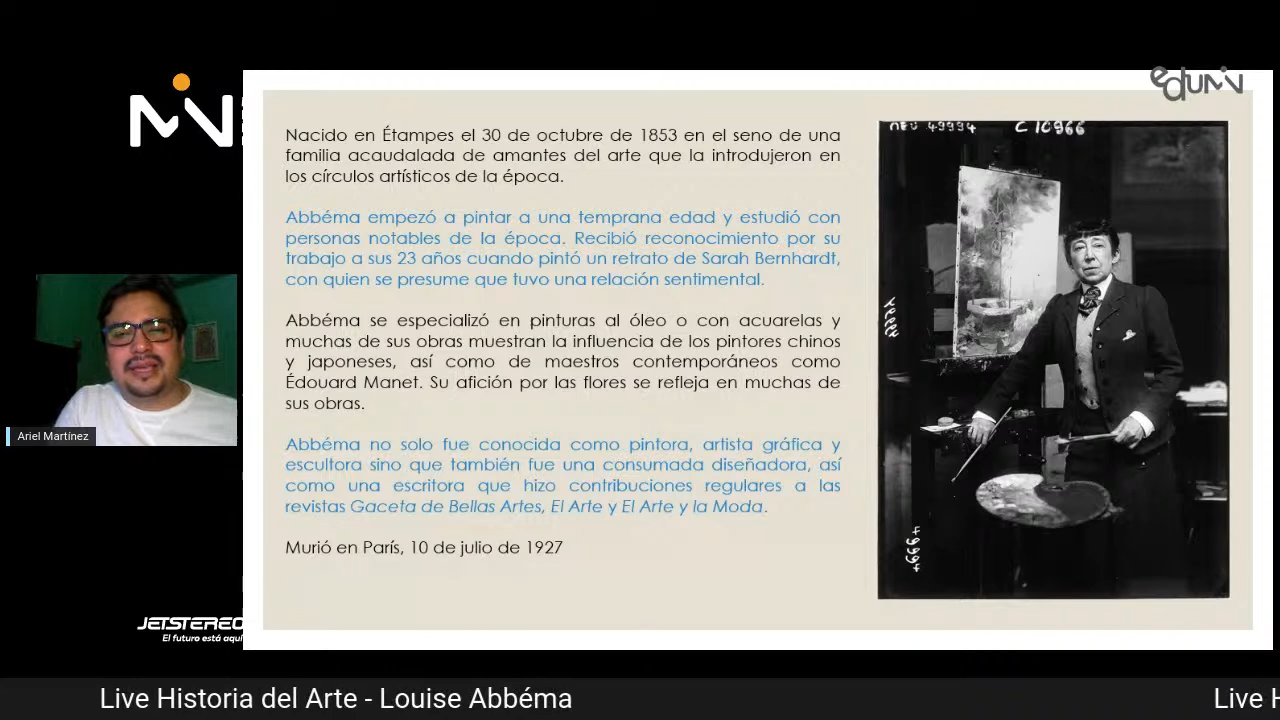 eduMIN
MIN
Nacido en Étampes el 30 de octubre de 1853 en el seno de una
familia acaudalada de amantes del arte que la introdujeron en
los círculos artísticos de la época.
Abbéma empezó a pintar a una temprana edad y estudió con
personas notables de la época. Recibió reconocimiento por su
trabajo a sus 23 años cuando pintó un retrato de Sarah Bernhardt,
con quien se presume que tuvo una relación sentimental.
Abbéma se especializó en pinturas al óleo o con acuarelas y
muchas de sus obras muestran la influencia de los pintores chinos
y japoneses, así como de maestros contemporáneos como
Édouard Manet. Su afición por las flores se refleja en muchas de
sus obras.
Abbéma no solo fue conocida como pintora, artista gráfica y
escultora sino que también fue una consumada diseñadora, así
como una escritora que hizo contribuciones regulares a las
revistas Gaceta de Bellas Artes, El Arte y El Arte y la Moda.
Murió en París, 10 de julio de 1927
Ariel Martínez
JETSTEREO
El futuro está aquí
Live Historia del Arte - Louise Abbéma
Live H